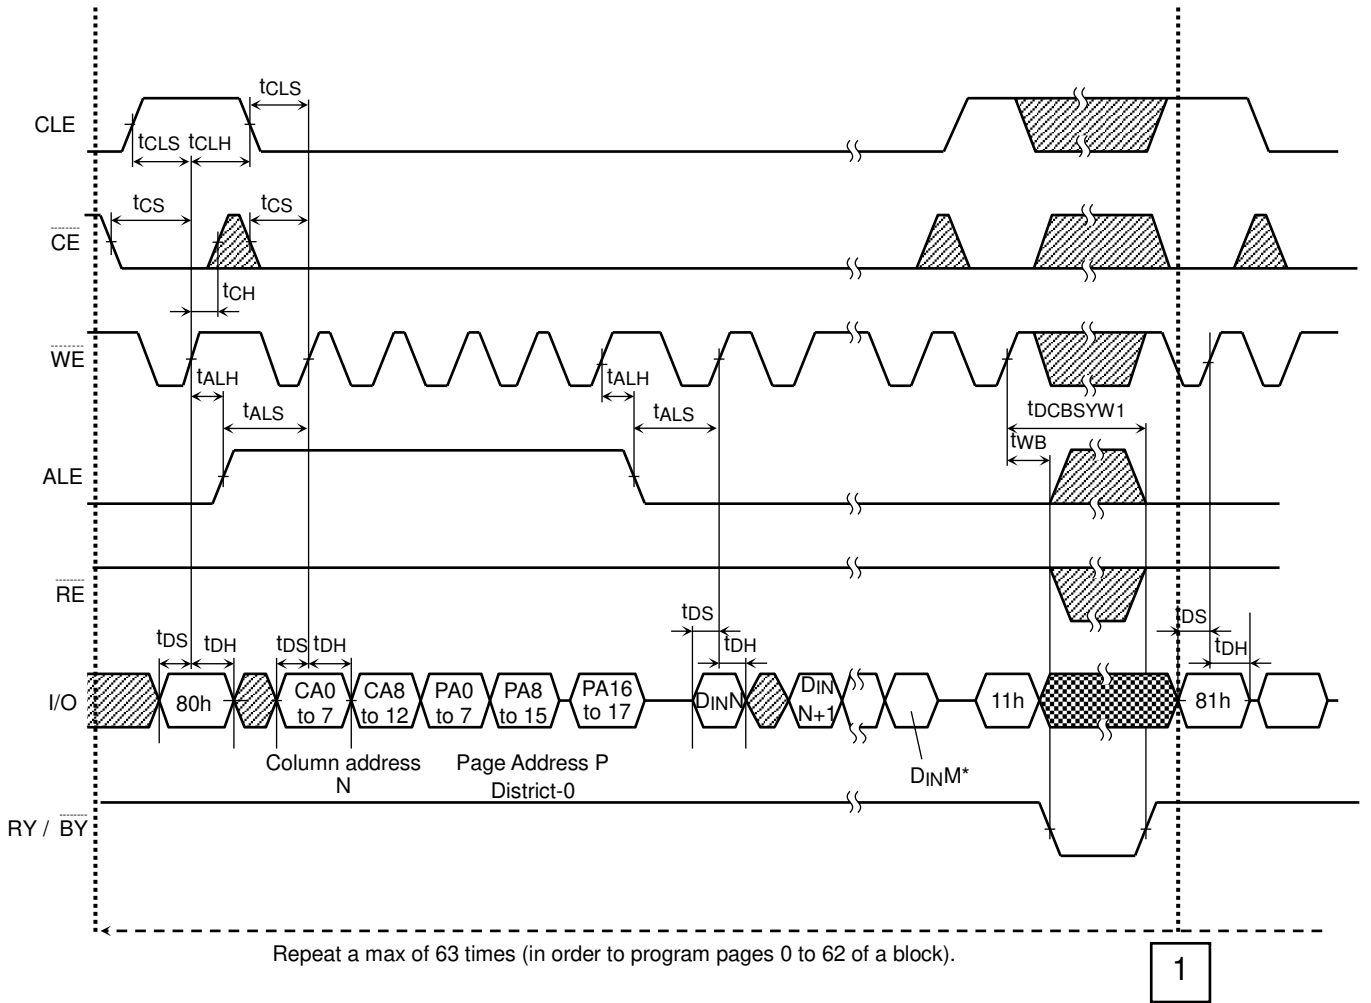 tCLS
CLE
tCLS tCLH
tCS tCS
CE
tCH
WE
tALH tALH
tALS tALS tDCBSYW1
tWB
ALE
RE
tDS tDH tDS tDH tDS tDH tDS tDH
I/O 80h CA0 to 7 CA8 to 12 PA0 to 7 PA8 to 15 PA16 to 17 DINN DIN N+1 11h 81h
Column address N
Page Address P District-0
DINM*
RY / BY
Repeat a max of 63 times (in order to program pages 0 to 62 of a block).
1